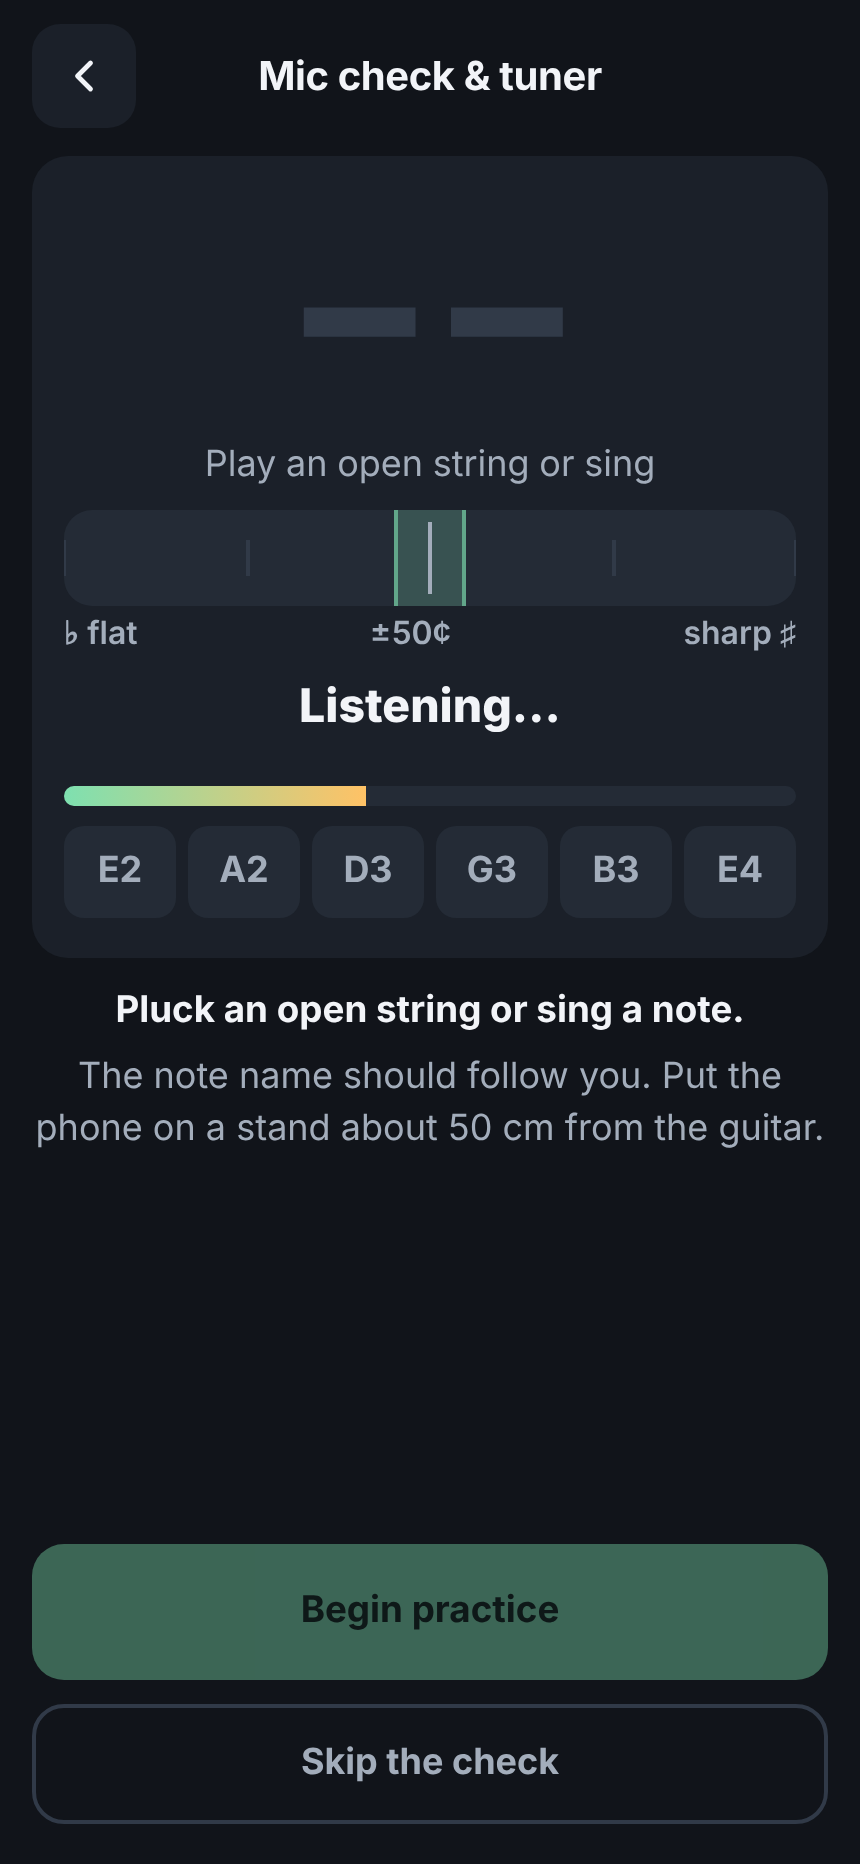 Mic check & tuner
– –
Play an open string or sing
♭ flat ±50¢ sharp ♯
Listening...
E2 A2 D3 G3 B3 E4
Pluck an open string or sing a note.
The note name should follow you. Put the
phone on a stand about 50 cm from the guitar.
Begin practice
Skip the check